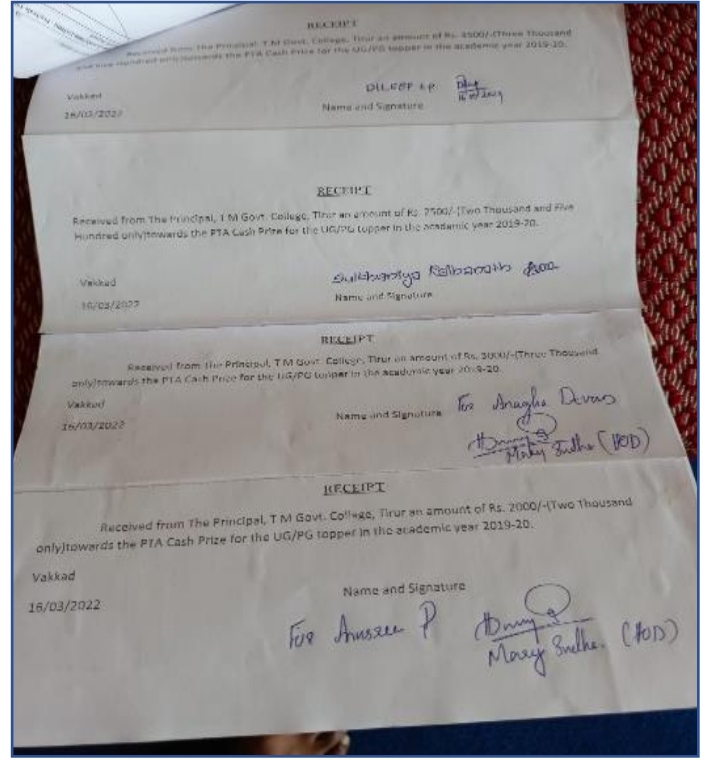 RECEIPT
Received from The Principal, T.M Govt. College, Tirur an amount of Rs. 3500/-(Three Thousand
and Five Hundred only)towards the PTA Cash Prize for the UG/PG topper in the academic year 2019-20.
DILEEP K.P.
Vakkad
Name and Signature
16/03/2022
RECEIPT
Received from The Principal, T M Govt. College, Tirur an amount of Rs. 2500/-(Two Thousand and Five
Hundred only)towards the PTA Cash Prize for the UG/PG topper in the academic year 2019-20.
Vakkad
Name and Signature
16/03/2022
RECEIPT
Received from The Principal, T M Govt. College, Tirur an amount of Rs. 3000/-(Three Thousand
only)towards the PTA Cash Prize for the UG/PG topper in the academic year 2019-20.
Vakkad
For Anagha Devas
Name and Signature
16/03/2022
Mary Sudha (HOD)
RECEIPT
Received from The Principal, T M Govt. College, Tirur an amount of Rs. 2000/-(Two Thousand
only)towards the PTA Cash Prize for the UG/PG topper in the academic year 2019-20.
Vakkad
Name and Signature
16/03/2022
For Anusree P
Mary Sudha (HOD)